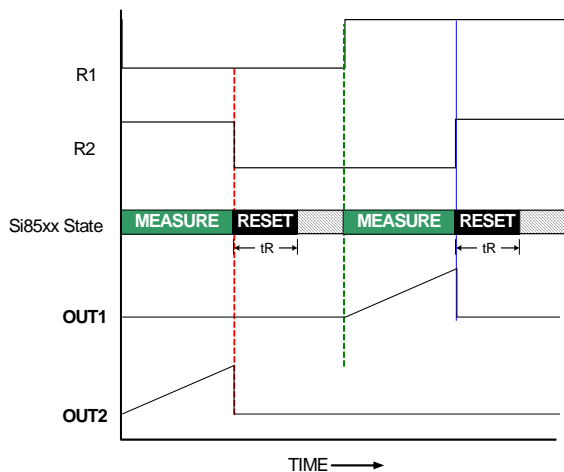 R1
R2
Si85xx State
MEASURE RESET MEASURE RESET
tR tR
OUT1
OUT2
TIME